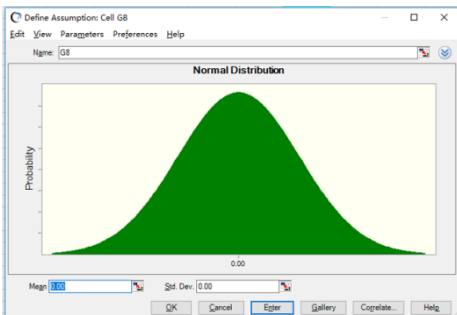 Define Assumption: Cell G8
Edit View Parameters Preferences Help
Name: G8
Normal Distribution
Probability
0.00
Mean 0.00 Std. Dev. 0.00
OK Cancel Enter Gallery Correlate... Help